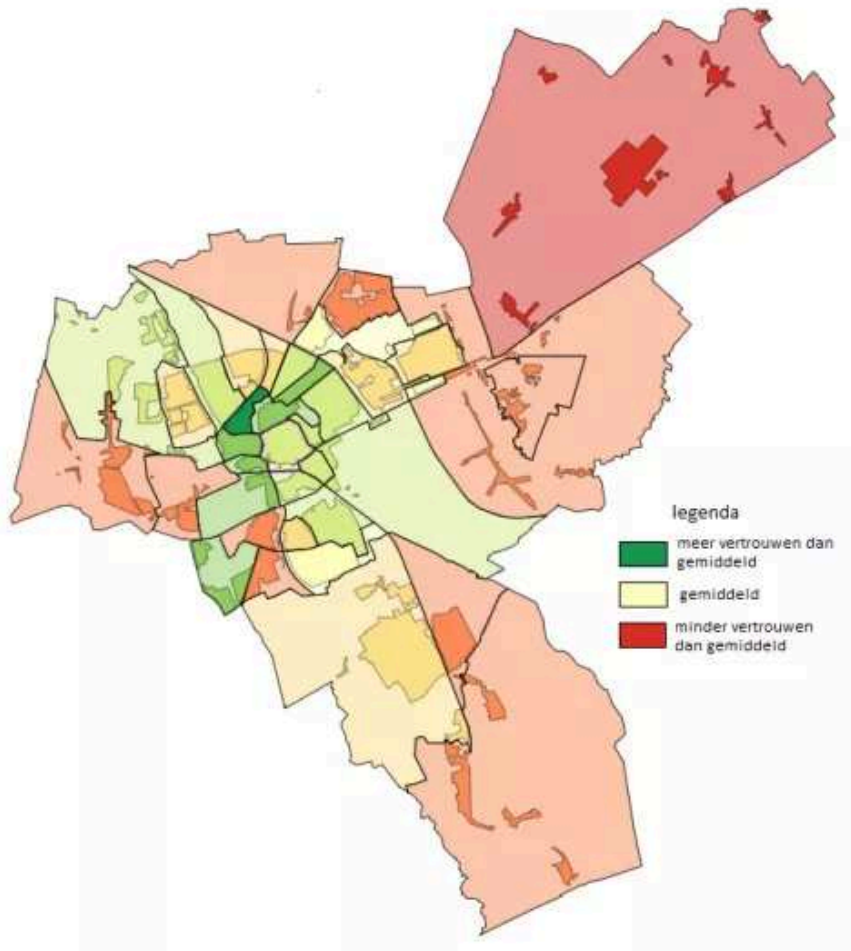 legenda
meer vertrouwen dan
gemiddeld
gemiddeld
minder vertrouwen
dan gemiddeld